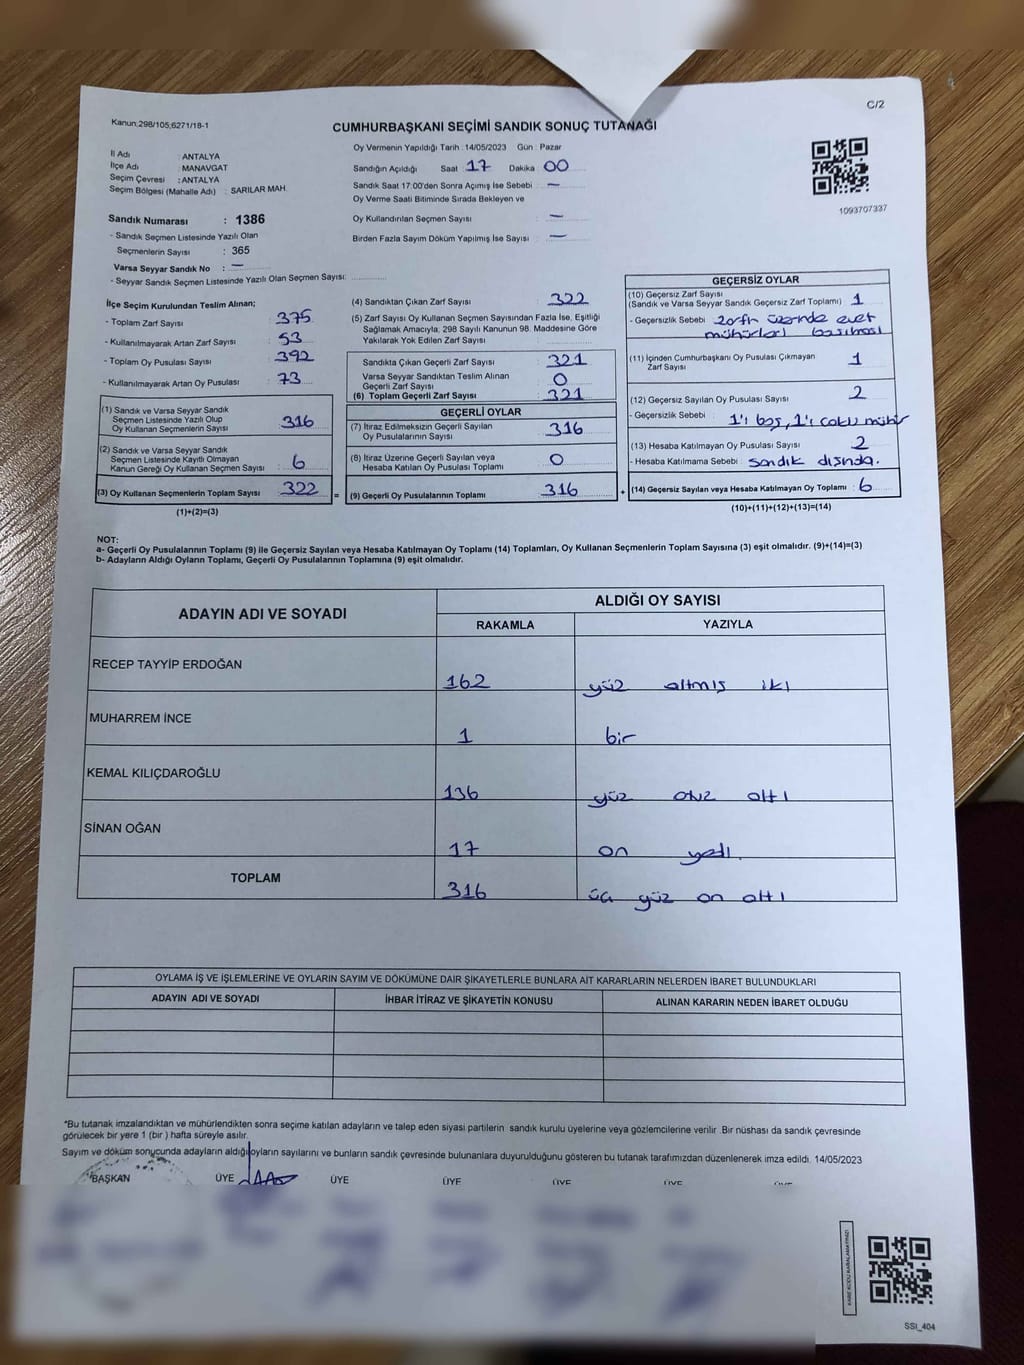 C/2
Kanun:298/105;6271/18-1
CUMHURBAŞKANI SEÇİMİ SANDIK SONUÇ TUTANAĞI
İl Adı : ANTALYA
İlçe Adı : MANAVGAT
Seçim Çevresi : ANTALYA
Seçim Bölgesi (Mahalle Adı) : SARILAR MAH.
Sandık Numarası : 1386
- Sandık Seçmen Listesinde Yazılı Olan
Seçmenlerin Sayısı : 365
Varsa Seyyar Sandık No : —
- Seyyar Sandık Seçmen Listesinde Yazılı Olan Seçmen Sayısı:
Oy Vermenin Yapıldığı Tarih : 14/05/2023 Gün : Pazar
Sandığın Açıldığı Saat : 17 Dakika : 00
Sandık Saat 17:00'den Sonra Açımış İse Sebebi : —
Oy Verme Saati Bitiminde Sırada Bekleyen ve
Oy Kullandırılan Seçmen Sayısı : —
Birden Fazla Sayım Döküm Yapılmış İse Sayısı : —
1093707337
İlçe Seçim Kurulundan Teslim Alınan;
- Toplam Zarf Sayısı : 375
- Kullanılmayarak Artan Zarf Sayısı : 53
- Toplam Oy Pusulası Sayısı : 392
- Kullanılmayarak Artan Oy Pusulası : 73
(1) Sandık ve Varsa Seyyar Sandık
Seçmen Listesinde Yazılı Olup
Oy Kullanan Seçmenlerin Sayısı : 316
(2) Sandık ve Varsa Seyyar Sandık
Seçmen Listesinde Kayıtlı Olmayan
Kanun Gereği Oy Kullanan Seçmen Sayısı : 6
(3) Oy Kullanan Seçmenlerin Toplam Sayısı : 322 =
(1)+(2)=(3)
(4) Sandıktan Çıkan Zarf Sayısı : 322
(5) Zarf Sayısı Oy Kullanan Seçmen Sayısından Fazla İse, Eşitliği
Sağlamak Amacıyla, 298 Sayılı Kanunun 98. Maddesine Göre
Yakılarak Yok Edilen Zarf Sayısı :
Sandıkta Çıkan Geçerli Zarf Sayısı : 321
Varsa Seyyar Sandıktan Teslim Alınan
Geçerli Zarf Sayısı : 0
(6) Toplam Geçerli Zarf Sayısı : 321
GEÇERLİ OYLAR
(7) İtiraz Edilmeksizin Geçerli Sayılan
Oy Pusulalarının Sayısı : 316
(8) İtiraz Üzerine Geçerli Sayılan veya
Hesaba Katılan Oy Pusulası Toplamı : 0
(9) Geçerli Oy Pusulalarının Toplamı : 316 +
GEÇERSİZ OYLAR
(10) Geçersiz Zarf Sayısı
(Sandık ve Varsa Seyyar Sandık Geçersiz Zarf Toplamı) : 1
- Geçersizlik Sebebi : zarfın üzerinde evet
mühürleri basılması
(11) İçinden Cumhurbaşkanı Oy Pusulası Çıkmayan
Zarf Sayısı : 1
(12) Geçersiz Sayılan Oy Pusulası Sayısı : 2
- Geçersizlik Sebebi : 1'i boş, 1'i çoklu mühür
(13) Hesaba Katılmayan Oy Pusulası Sayısı : 2
- Hesaba Katılmama Sebebi : sandık dışında.
(14) Geçersiz Sayılan veya Hesaba Katılmayan Oy Toplamı : 6
(10)+(11)+(12)+(13)=(14)
NOT:
a- Geçerli Oy Pusulalarının Toplamı (9) ile Geçersiz Sayılan veya Hesaba Katılmayan Oy Toplamı (14) Toplamları, Oy Kullanan Seçmenlerin Toplam Sayısına (3) eşit olmalıdır. (9)+(14)=(3)
b- Adayların Aldığı Oyların Toplamı, Geçerli Oy Pusulalarının Toplamına (9) eşit olmalıdır.
ADAYIN ADI VE SOYADI
ALDIĞI OY SAYISI
RAKAMLA YAZIYLA
RECEP TAYYİP ERDOĞAN 162 yüz altmış iki
MUHARREM İNCE 1 bir
KEMAL KILIÇDAROĞLU 136 yüz otuz altı
SİNAN OĞAN 17 on yedi.
TOPLAM 316 üç yüz on altı
OYLAMA İŞ VE İŞLEMLERİNE VE OYLARIN SAYIM VE DÖKÜMÜNE DAİR ŞİKAYETLERLE BUNLARA AİT KARARLARIN NELERDEN İBARET BULUNDUKLARI
ADAYIN ADI VE SOYADI İHBAR İTİRAZ VE ŞİKAYETİN KONUSU ALINAN KARARIN NEDEN İBARET OLDUĞU
*Bu tutanak imzalandıktan ve mühürlendikten sonra seçime katılan adayların ve talep eden siyasi partilerin sandık kurulu üyelerine veya gözlemcilerine verilir. Bir nüshası da sandık çevresinde
görülecek bir yere 1 (bir) hafta süreyle asılır.
Sayım ve döküm sonucunda adayların aldığı oyların sayılarını ve bunların sandık çevresinde bulunanlara duyurulduğunu gösteren bu tutanak tarafımızdan düzenlenerek imza edildi. 14/05/2023
BAŞKAN ÜYE ÜYE ÜYE ÜYE ÜYE
KARE KODU KARALAMAYINIZ!
SSI_404